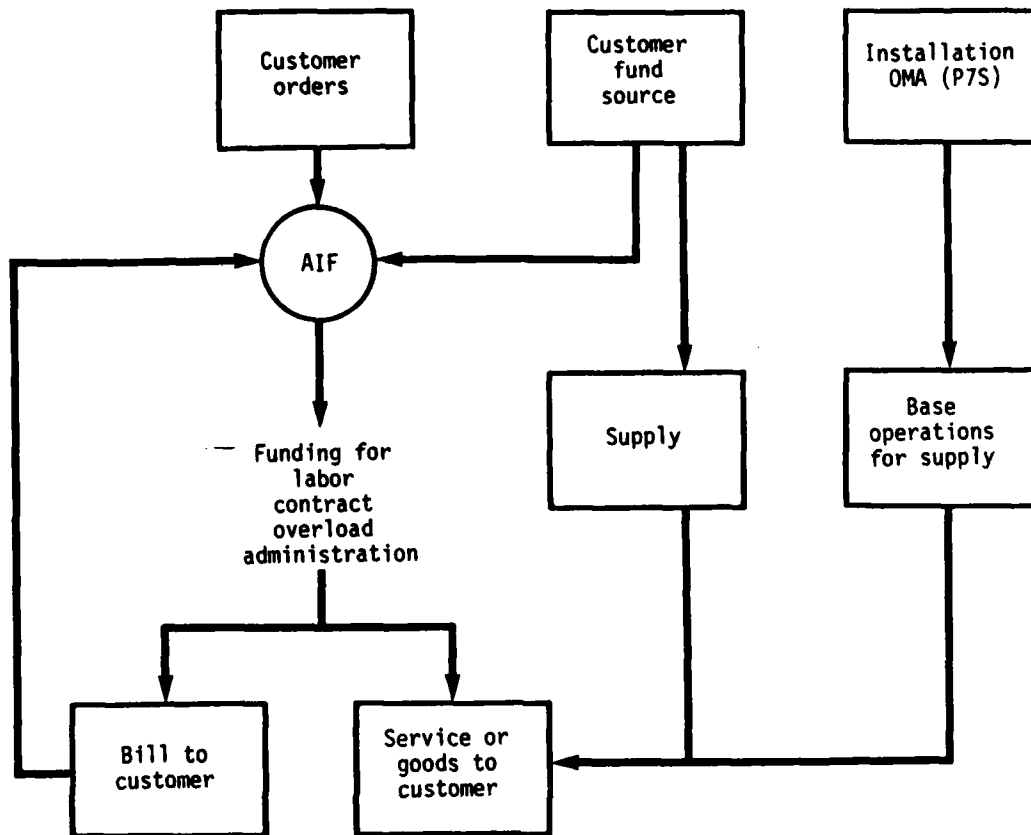 Customer
orders
Customer
fund
source
Installation
OMA (P7S)
AIF
Funding for
labor
contract
overload
administration
Supply
Base
operations
for supply
Bill to
customer
Service or
goods to
customer